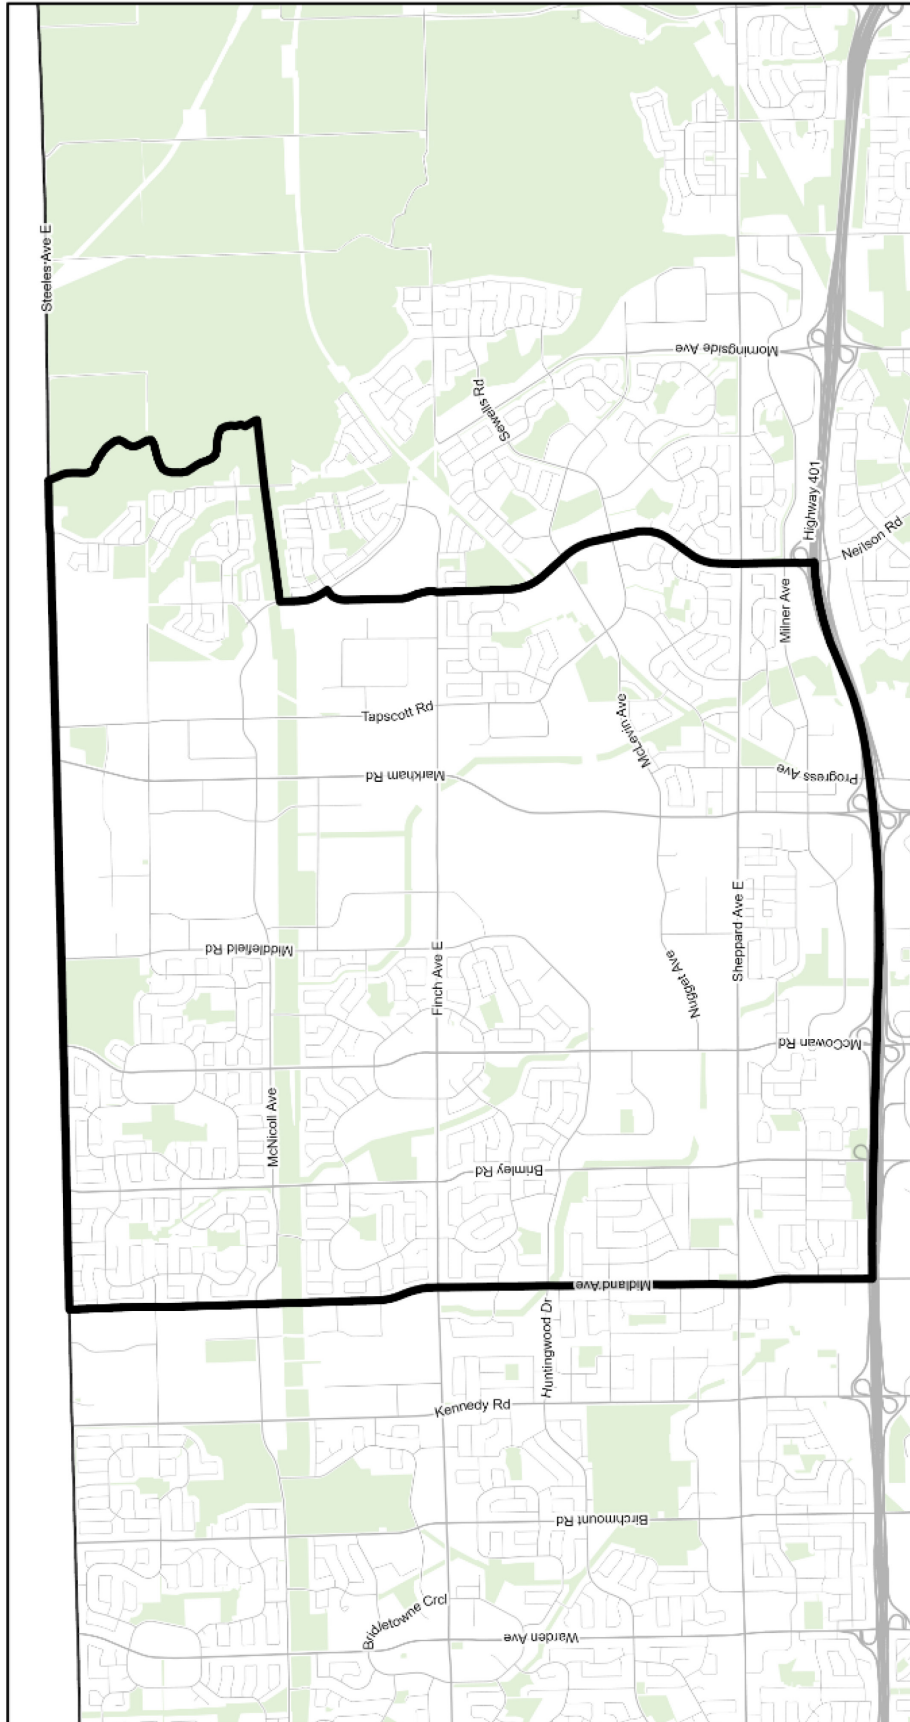 Steeles Ave E
Morningside Ave
Sewells Rd
Highway 401
Neilson Rd
Milner Ave
Tapscott Rd
McLevin Ave
Markham Rd
Progress Ave
Middlefield Rd
Finch Ave E
Sheppard Ave E
Nugget Ave
McCowan Rd
McNicoll Ave
Brimley Rd
Midland Ave
Huntingwood Dr
Kennedy Rd
Birchmount Rd
Bridletowne Crcl
Warden Ave